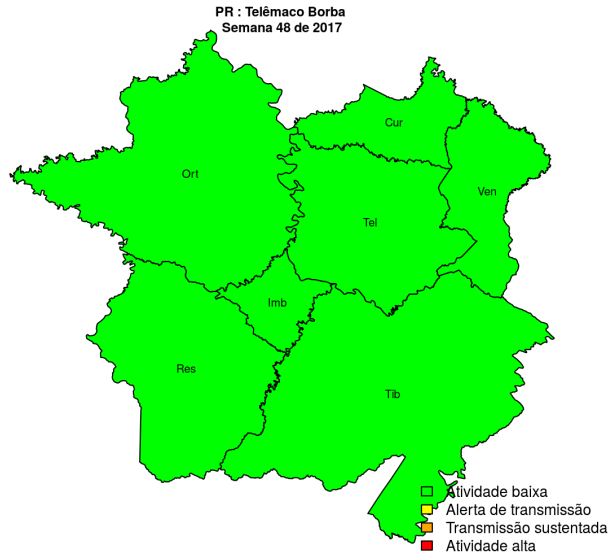 PR : Telêmaco Borba
Semana 48 de 2017
Cur
Ort
Ven
Tel
Imb
Res
Tib
Atividade baixa
Alerta de transmissão
Transmissão sustentada
Atividade alta